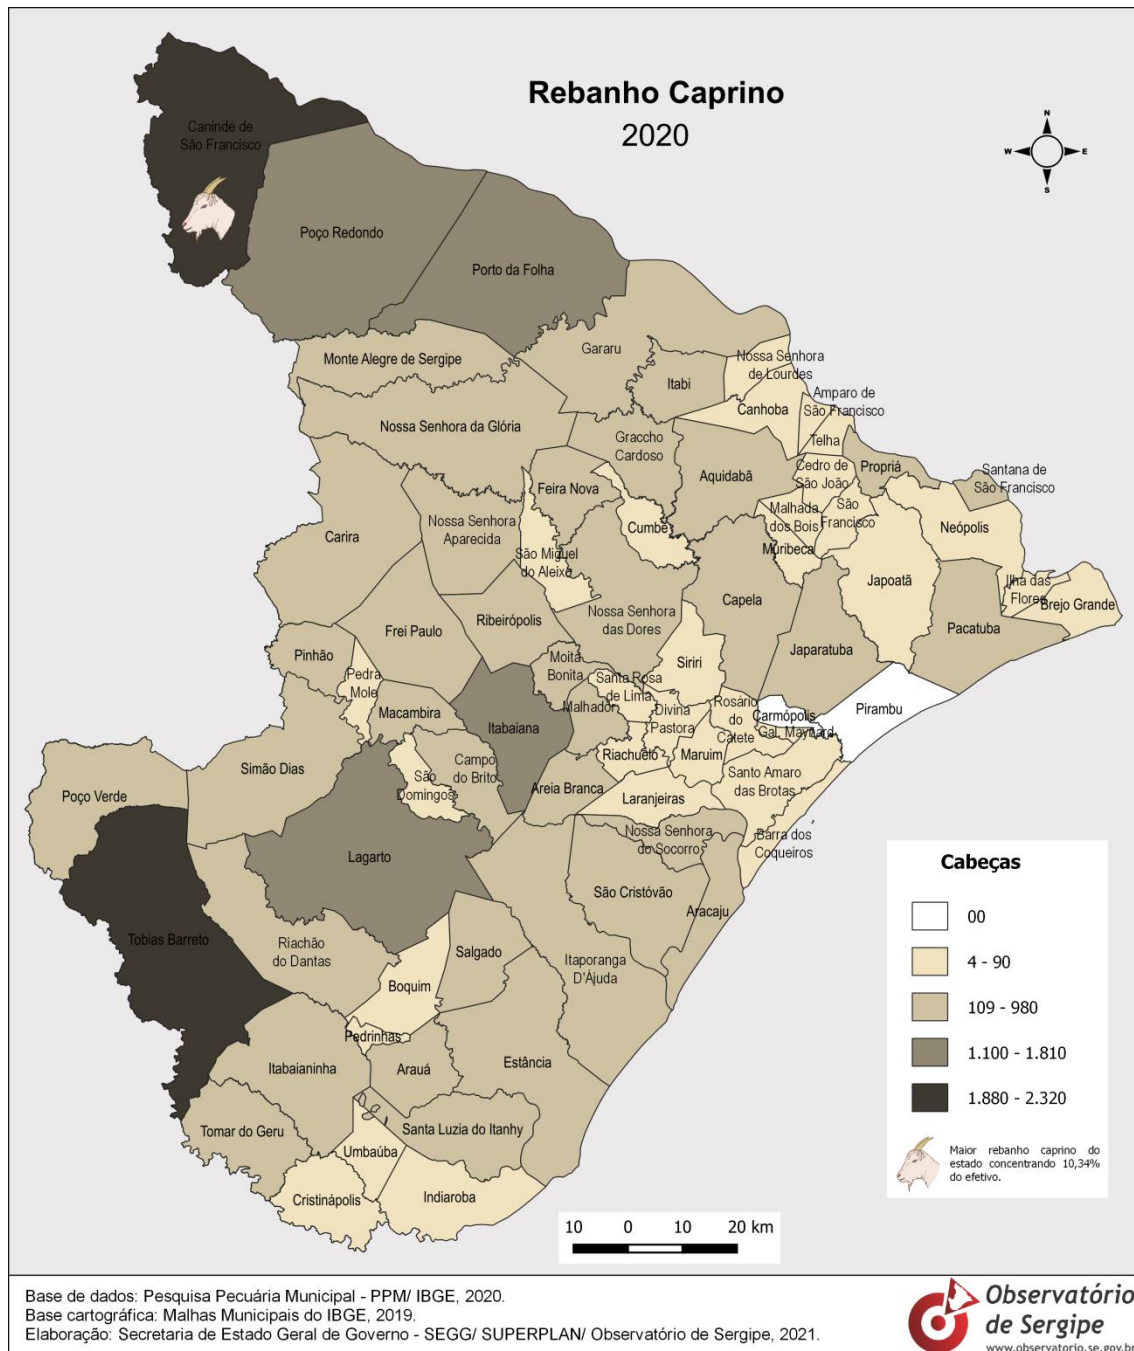 Rebanho Caprino
2020
N
W
E
S
Canindé de
São Francisco
Poço Redondo
Porto da Folha
Gararu
Monte Alegre de Sergipe
Nossa Senhora
de Lourdes
Itabi
Amparo de
São Francisco
Canhoba
Nossa Senhora da Glória
Graccho
Cardoso
Telha
Cedro de
São João
Propriá
Santana de
São Francisco
Aquidabã
Feira Nova
Malhada
dos Bois
São
Francisco
Neópolis
Nossa Senhora
Aparecida
Cumbe
Carira
Muribeca
São Miguel
do Aleixo
Japoatã
Ilha das
Flores
Brejo Grande
Capela
Nossa Senhora
das Dores
Ribeirópolis
Frei Paulo
Pacatuba
Japaratuba
Pinhão
Moita
Bonita
Siriri
Pedra
Mole
Santa Rosa
de Lima
Malhador
Divina
Pastora
Rosário
do
Catete
Carmópolis
Pirambu
Macambira
Itabaiana
Gal. Maynard
Riachuelo
Maruim
Simão Dias
Campo
do Brito
São
Domingos
Areia Branca
Santo Amaro
das Brotas
Poço Verde
Laranjeiras
Nossa Senhora
do Socorro
Barra dos
Coqueiros
Lagarto
São Cristóvão
Aracaju
Tobias Barreto
Riachão
do Dantas
Salgado
Itaporanga
D'Ájuda
Boquim
Pedrinhas
Itabaianinha
Arauá
Estância
Tomar do Geru
Santa Luzia do Itanhy
Umbaúba
Cristinápolis
Indiaroba
Cabeças
00
4 - 90
109 - 980
1.100 - 1.810
1.880 - 2.320
Maior rebanho caprino do
estado concentrando 10,34%
do efetivo.
10 0 10 20 km
Base de dados: Pesquisa Pecuária Municipal - PPM/ IBGE, 2020.
Base cartográfica: Malhas Municipais do IBGE, 2019.
Elaboração: Secretaria de Estado Geral de Governo - SEGG/ SUPERPLAN/ Observatório de Sergipe, 2021.
Observatório
de Sergipe
www.observatorio.se.gov.br